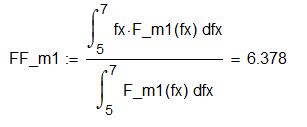 FF_m1 := ∫₅⁷ fx·F_m1(fx) dfx / ∫₅⁷ F_m1(fx) dfx = 6.378